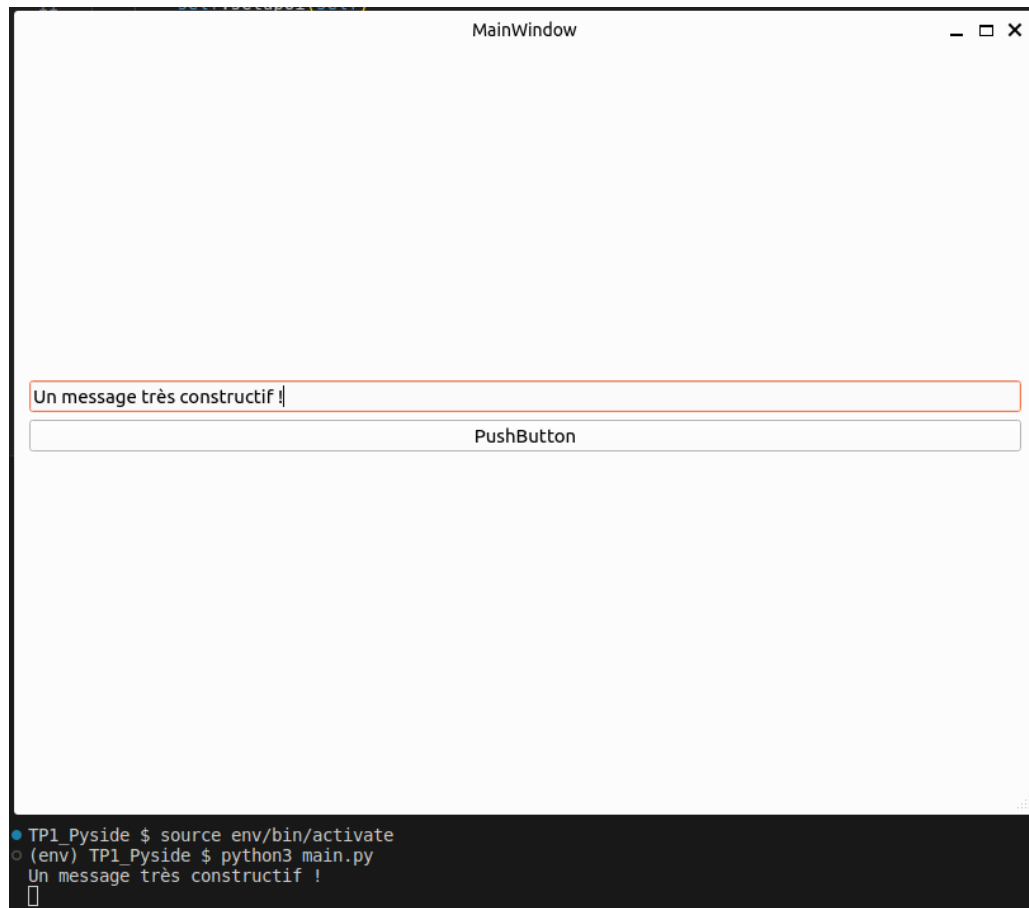 MainWindow
Un message très constructif !
PushButton
TP1_Pyside $ source env/bin/activate
(env) TP1_Pyside $ python3 main.py
Un message très constructif !